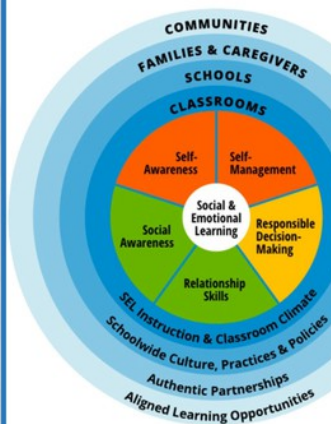 COMMUNITIES
FAMILIES & CAREGIVERS
SCHOOLS
CLASSROOMS
Self-
Awareness
Self-
Management
Social
Awareness
Social &
Emotional
Learning
Responsible
Decision-
Making
Relationship
Skills
SEL Instruction & Classroom Climate
Schoolwide Culture, Practices & Policies
Authentic Partnerships
Aligned Learning Opportunities